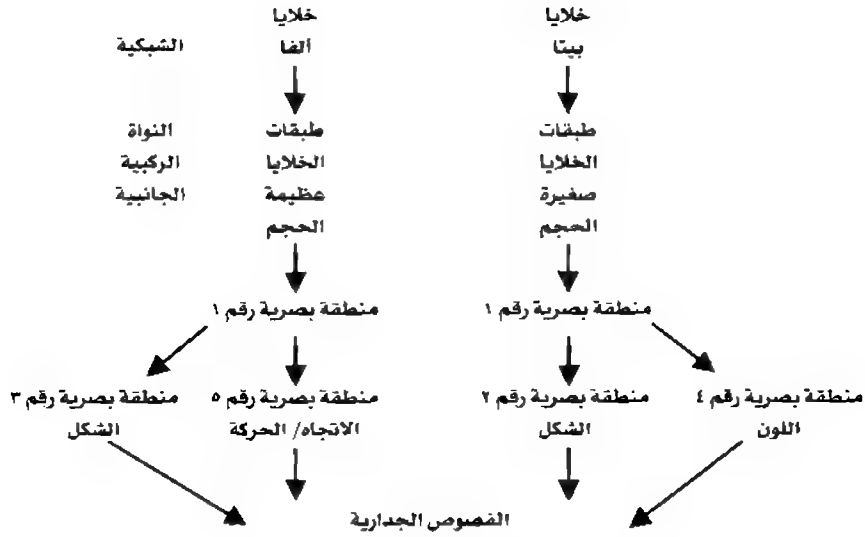 خلايا خلايا
بيتا ألفا الشبكية
طبقات طبقات النواة
الخلايا الخلايا الركبية
صغيرة عظيمة الجانبية
الحجم الحجم
منطقة بصرية رقم ١ منطقة بصرية رقم ١
منطقة بصرية رقم ٤ منطقة بصرية رقم ٢ منطقة بصرية رقم ٥ منطقة بصرية رقم ٣
اللون الشكل الاتجاه/ الحركة الشكل
الفصوص الجدارية